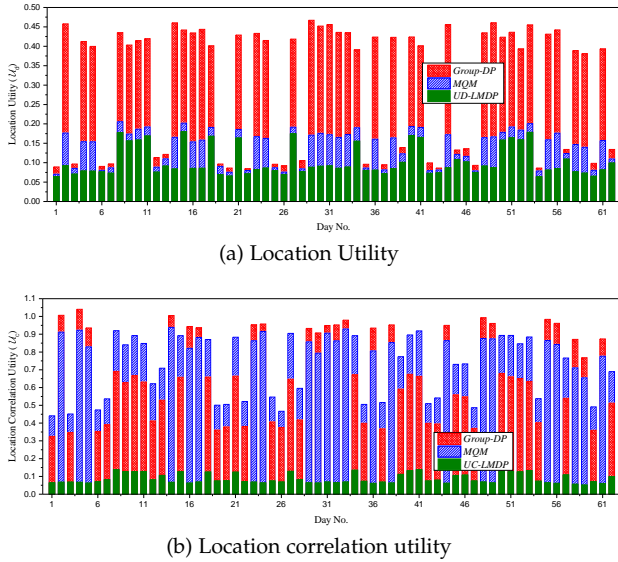 0.50
0.45
0.40
0.35
0.30
0.25
0.20
0.15
0.10
0.05
0.00
Location Utility (𝒰ₐ)
Group-DP
MQM
UD-LMDP
1 6 11 16 21 26 31 36 41 46 51 56 61
Day No.
(a) Location Utility
1.1
1.0
0.9
0.8
0.7
0.6
0.5
0.4
0.3
0.2
0.1
0.0
Location Correlation Utility (𝒰c)
Group-DP
MQM
UC-LMDP
1 6 11 16 21 26 31 36 41 46 51 56 61
Day No.
(b) Location correlation utility